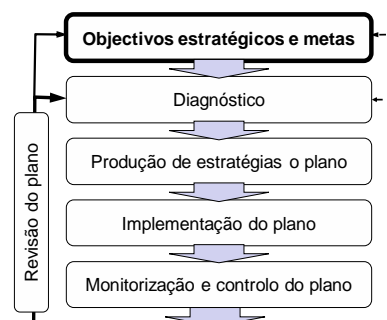 Objectivos estratégicos e metas
Diagnóstico
Produção de estratégias o plano
Implementação do plano
Monitorização e controlo do plano
Revisão do plano